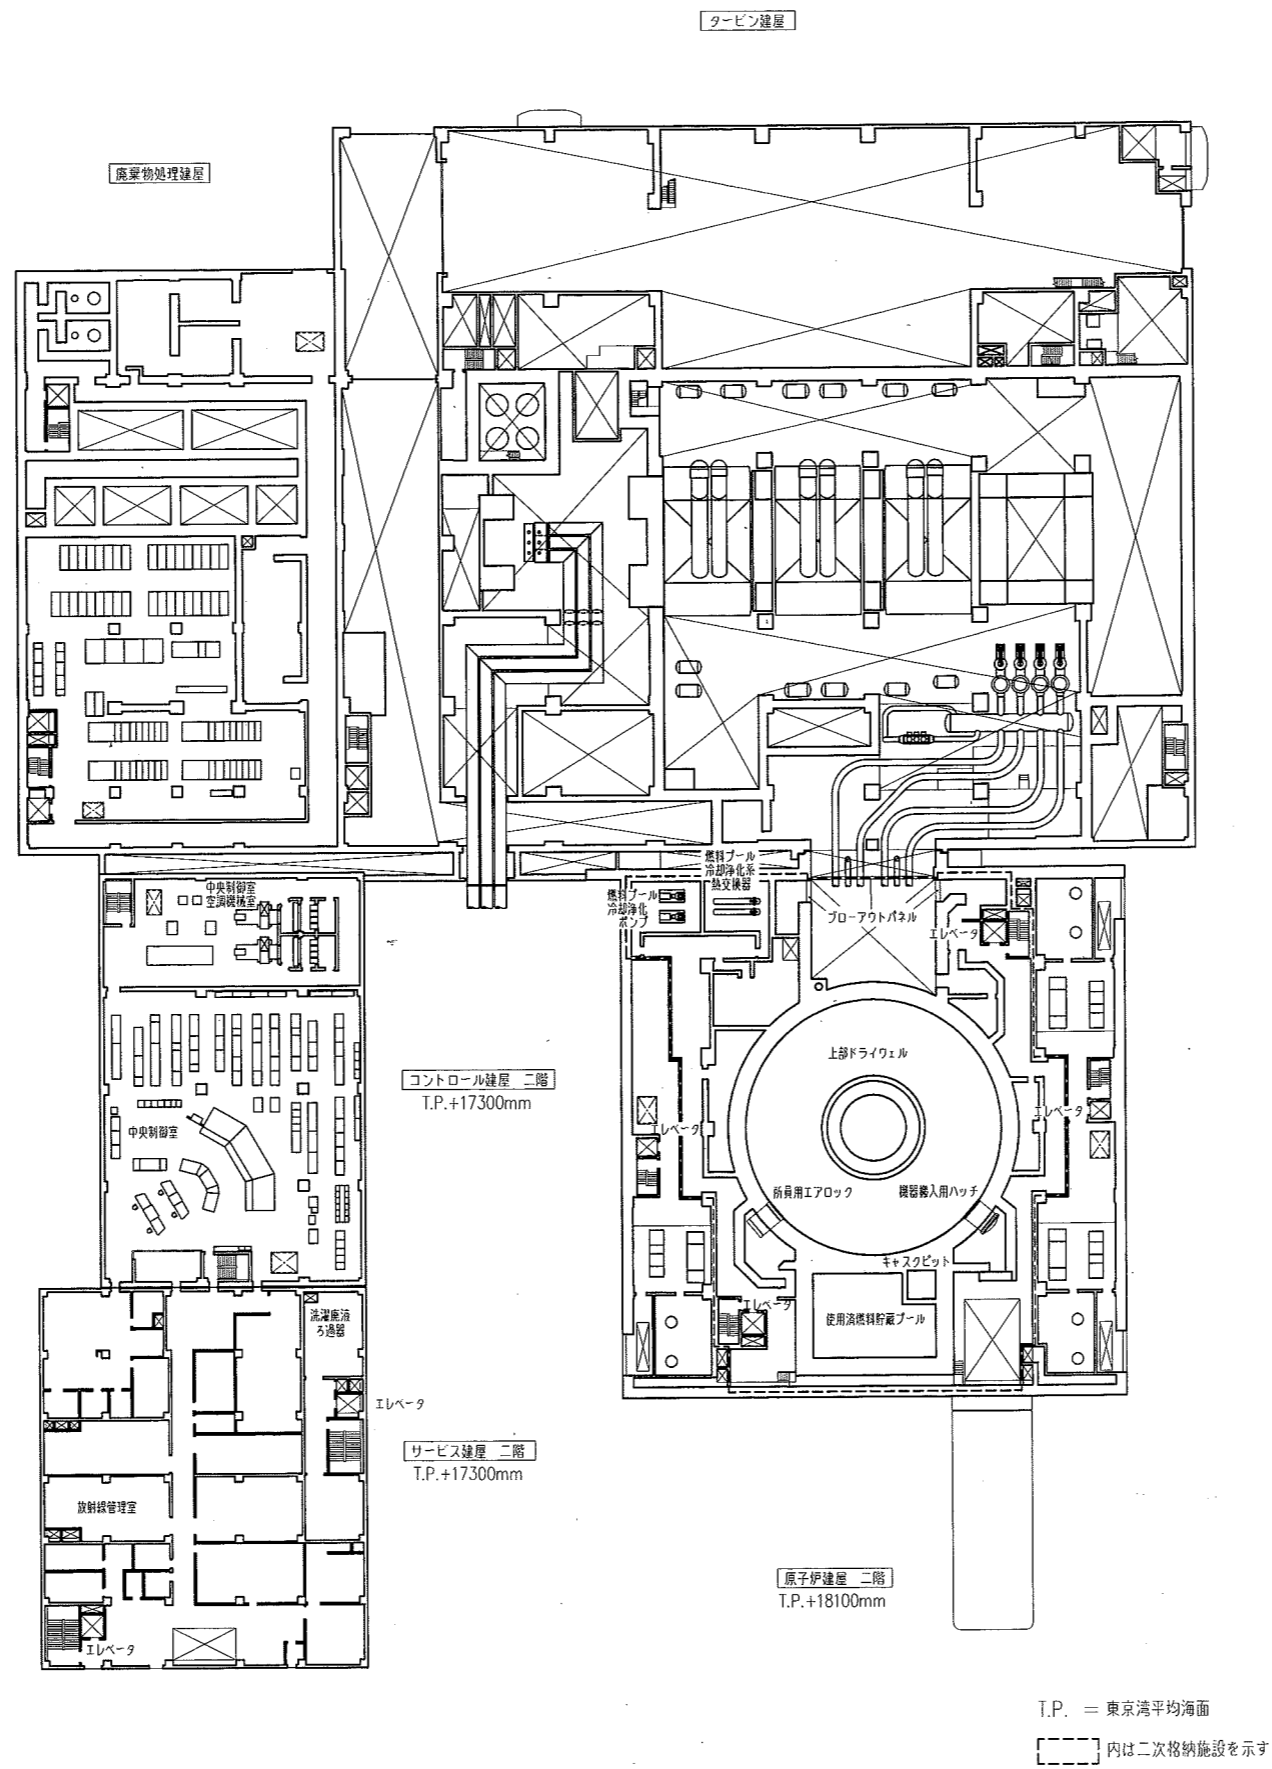 タービン建屋
廃棄物処理建屋
燃料プール
冷却浄化系
熱交換器
中央制御室
空調機械室
燃料プール
冷却浄化
ポンプ
ブローアウトパネル
エレベータ
上部ドライウェル
コントロール建屋 二階
T.P.+17300mm
エレベータ
エレベータ
中央制御室
所員用エアロック
機器搬入用ハッチ
キャスクピット
エレベータ
使用済燃料貯蔵プール
洗濯廃液
ろ過器
エレベータ
サービス建屋 二階
T.P.+17300mm
放射線管理室
原子炉建屋 二階
T.P.+18100mm
エレベータ
T.P. = 東京湾平均海面
内は二次格納施設を示す